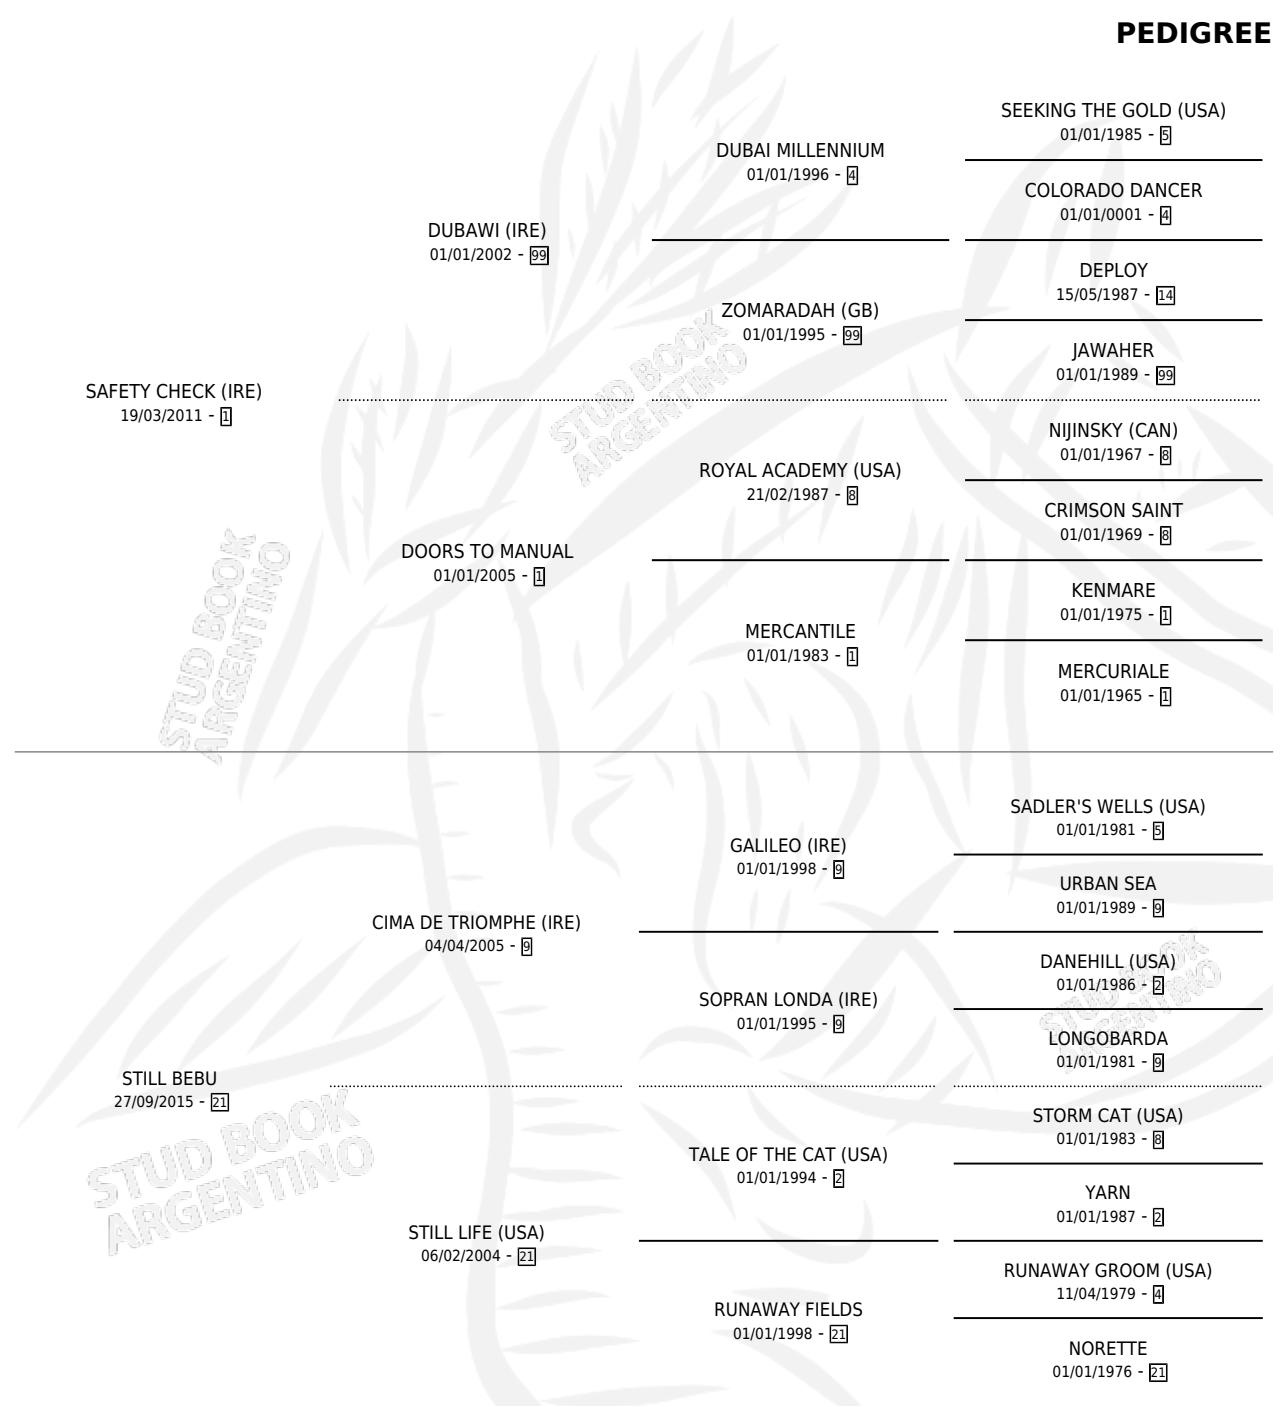 PEDIGREE
SEEKING THE GOLD (USA)
01/01/1985 - 5
DUBAI MILLENNIUM
01/01/1996 - 4
COLORADO DANCER
01/01/0001 - 4
DUBAWI (IRE)
01/01/2002 - 99
DEPLOY
15/05/1987 - 14
ZOMARADAH (GB)
01/01/1995 - 99
JAWAHER
01/01/1989 - 99
SAFETY CHECK (IRE)
19/03/2011 - 1
NIJINSKY (CAN)
01/01/1967 - 8
ROYAL ACADEMY (USA)
21/02/1987 - 8
CRIMSON SAINT
01/01/1969 - 8
DOORS TO MANUAL
01/01/2005 - 1
KENMARE
01/01/1975 - 1
MERCANTILE
01/01/1983 - 1
MERCURIALE
01/01/1965 - 1
SADLER'S WELLS (USA)
01/01/1981 - 5
GALILEO (IRE)
01/01/1998 - 9
URBAN SEA
01/01/1989 - 9
CIMA DE TRIOMPHE (IRE)
04/04/2005 - 9
DANEHILL (USA)
01/01/1986 - 2
SOPRAN LONDA (IRE)
01/01/1995 - 9
LONGOBARDA
01/01/1981 - 9
STILL BEBU
27/09/2015 - 21
STORM CAT (USA)
01/01/1983 - 8
TALE OF THE CAT (USA)
01/01/1994 - 2
YARN
01/01/1987 - 2
STILL LIFE (USA)
06/02/2004 - 21
RUNAWAY GROOM (USA)
11/04/1979 - 4
RUNAWAY FIELDS
01/01/1998 - 21
NORETTE
01/01/1976 - 21
STUD BOOK
ARGENTINO
STUD BOOK
ARGENTINO
STUD BOOK
ARGENTINO
STUD BOOK
ARGENTINO